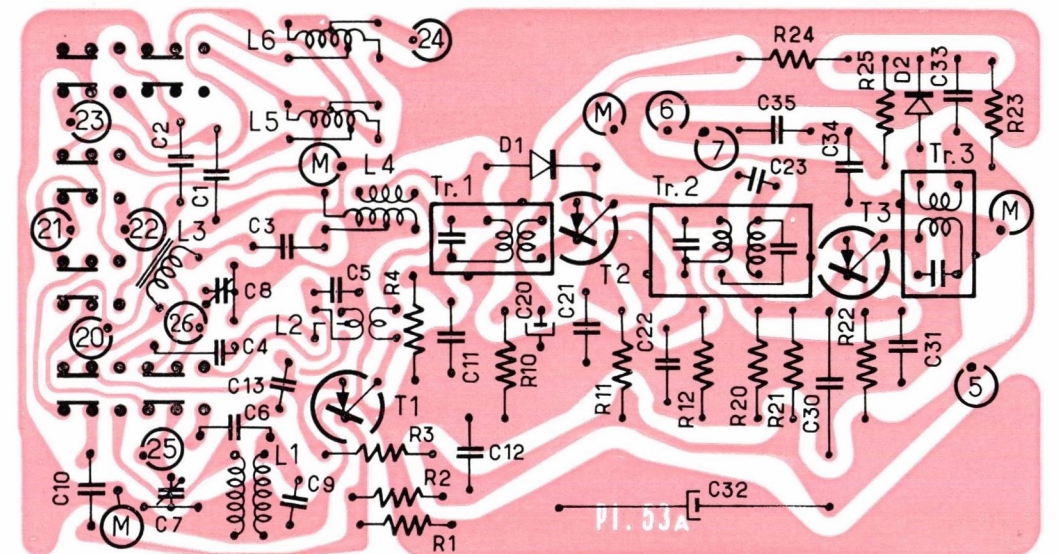 L6
24
R24
R25
D2
C33
R23
23
L5
M
6
7
C35
C34
C2
C1
M
L4
D1
Tr.1
Tr.2
C23
Tr.3
21
22
L3
C3
T2
T3
M
C8
C5
R4
26
L2
20
C4
C11
R10
C20
C21
R11
C22
R12
R20
R21
C30
R22
C31
5
C13
C6
T1
25
L1
R3
C12
C10
C7
M
C9
R2
R1
C32
Pl. 53A